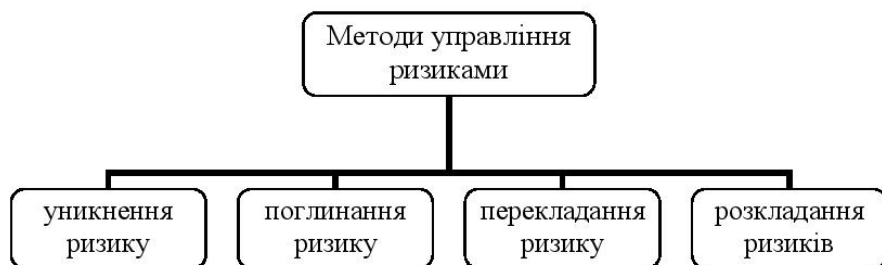 Методи управління
ризиками
уникнення
ризику
поглинання
ризику
перекладання
ризику
розкладання
ризиків